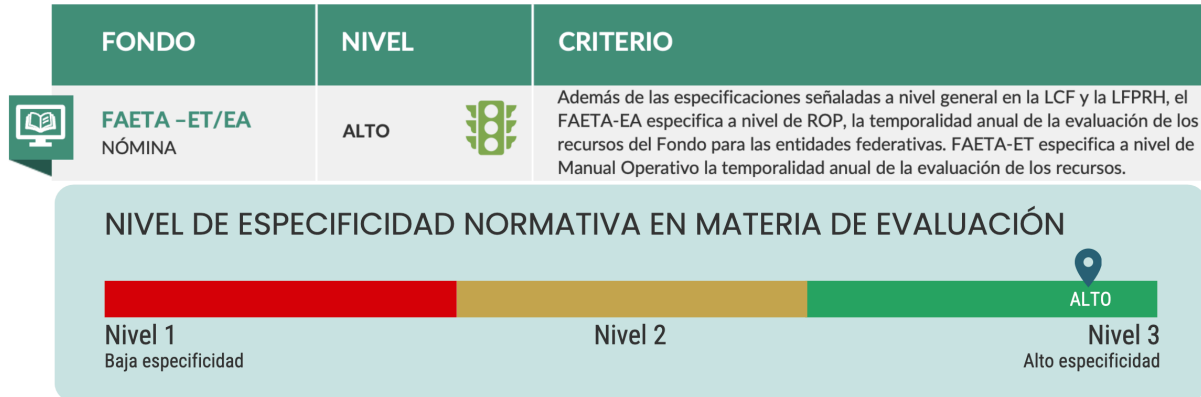 FONDO NIVEL CRITERIO
FAETA –ET/EA
NÓMINA
ALTO
Además de las especificaciones señaladas a nivel general en la LCF y la LFPRH, el
FAETA-EA especifica a nivel de ROP, la temporalidad anual de la evaluación de los
recursos del Fondo para las entidades federativas. FAETA-ET especifica a nivel de
Manual Operativo la temporalidad anual de la evaluación de los recursos.
NIVEL DE ESPECIFICIDAD NORMATIVA EN MATERIA DE EVALUACIÓN
ALTO
Nivel 1 Nivel 2 Nivel 3
Baja especificidad Alto especificidad